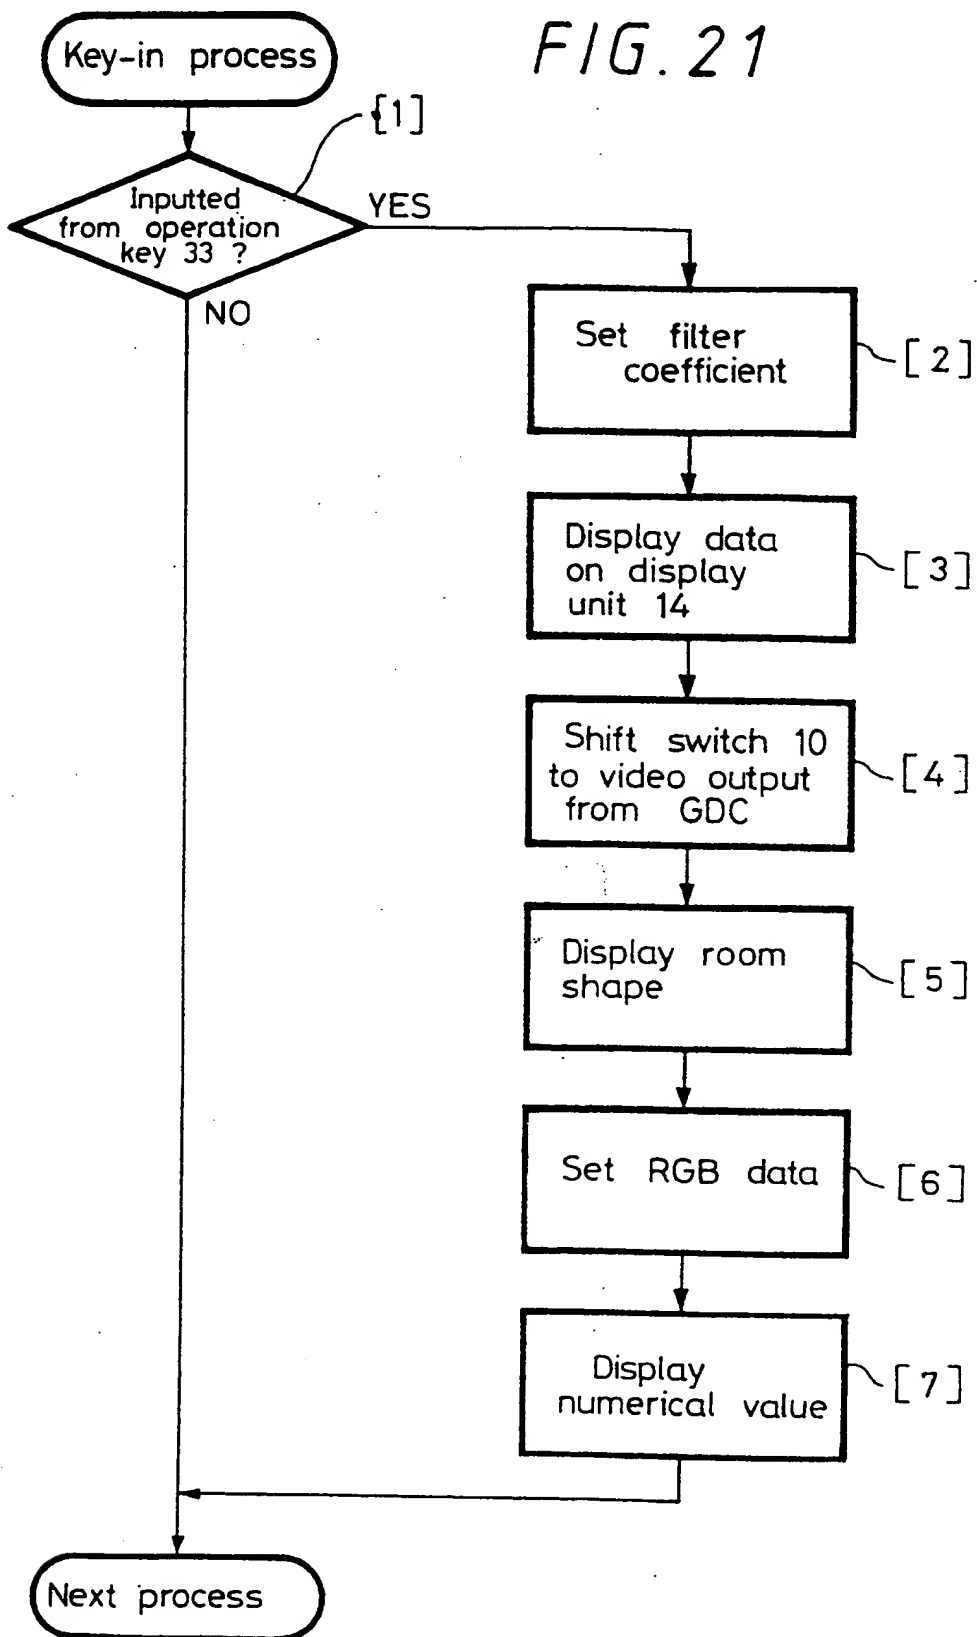 FIG. 21
Key-in process
[1]
Inputted
from operation
key 33 ?
YES
NO
Set filter
coefficient
[2]
Display data
on display
unit 14
[3]
Shift switch 10
to video output
from GDC
[4]
Display room
shape
[5]
Set RGB data
[6]
Display
numerical value
[7]
Next process